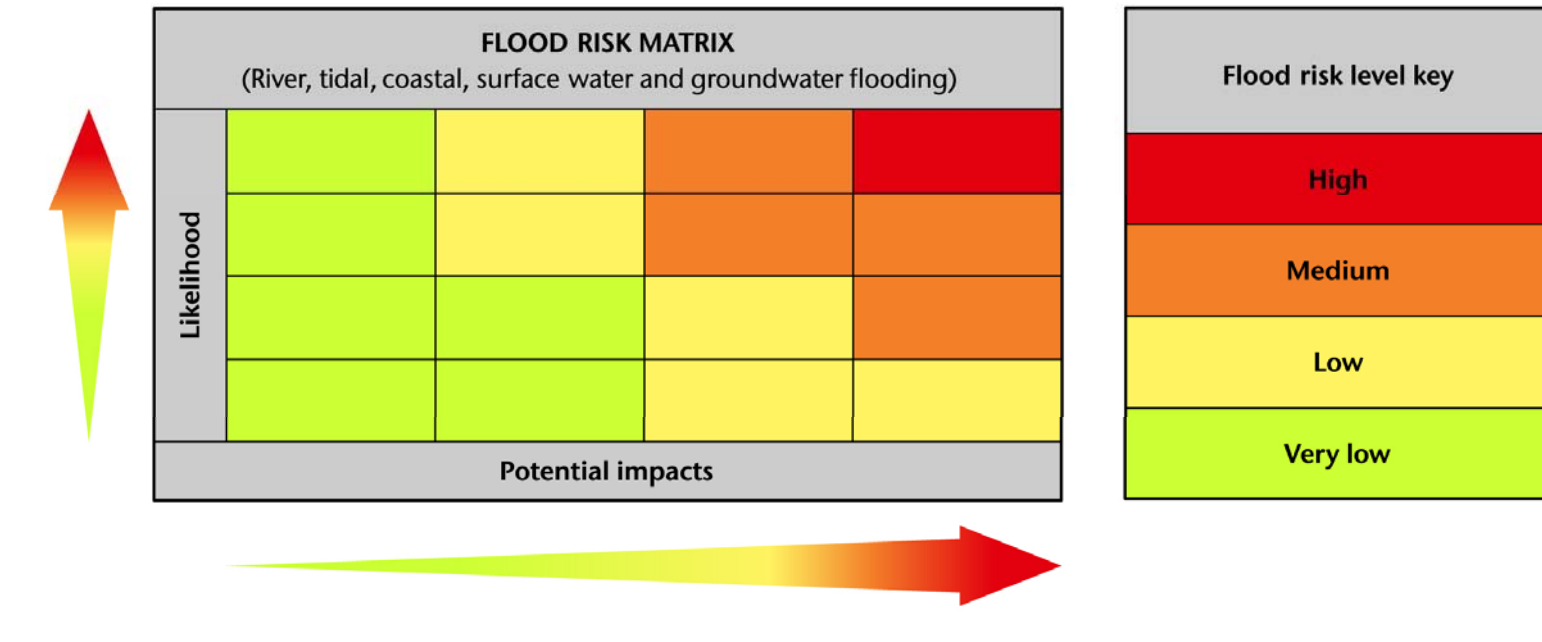 FLOOD RISK MATRIX
(River, tidal, coastal, surface water and groundwater flooding)
Likelihood
Potential impacts
Flood risk level key
High
Medium
Low
Very low